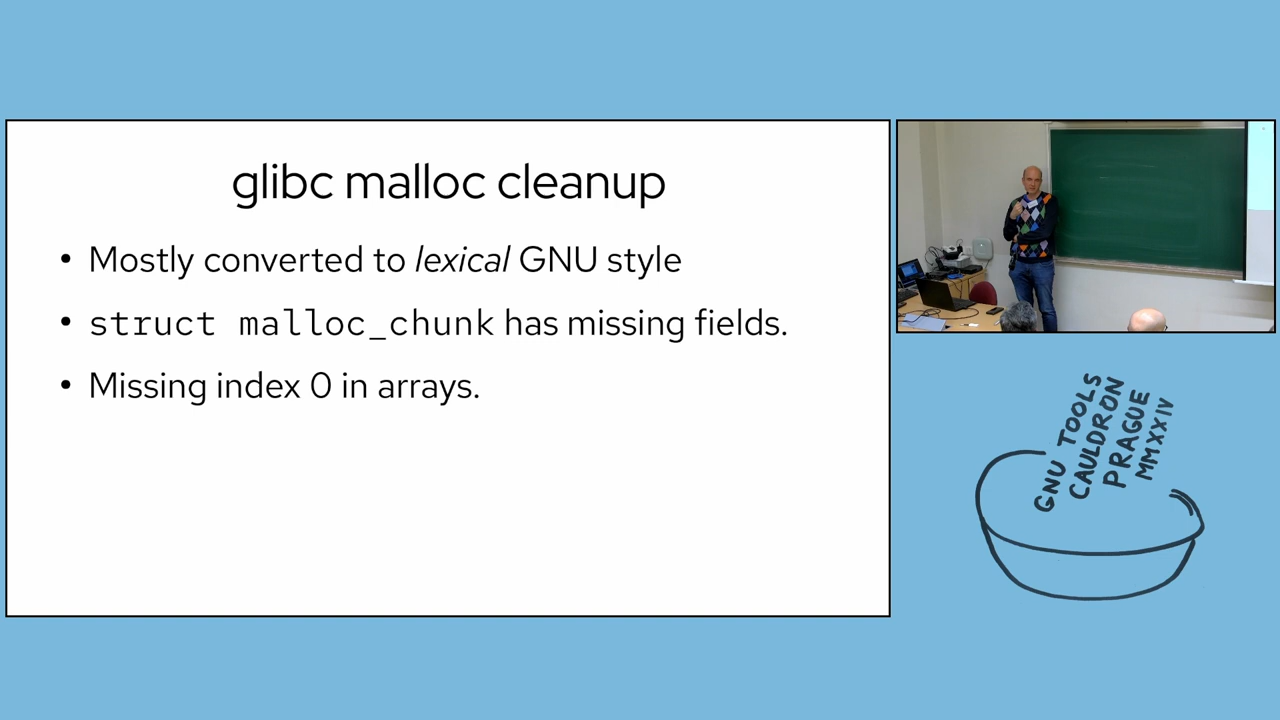 glibc malloc cleanup
• Mostly converted to lexical GNU style
• struct malloc_chunk has missing fields.
• Missing index 0 in arrays.
GNU TOOLS
CAULDRON
PRAGUE
MMXXIV